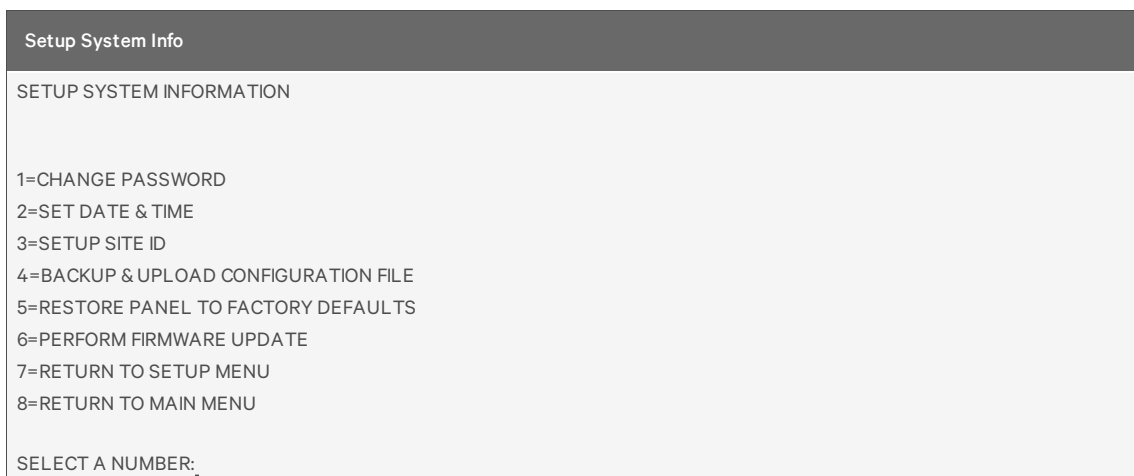 Setup System Info
SETUP SYSTEM INFORMATION
1=CHANGE PASSWORD
2=SET DATE & TIME
3=SETUP SITE ID
4=BACKUP & UPLOAD CONFIGURATION FILE
5=RESTORE PANEL TO FACTORY DEFAULTS
6=PERFORM FIRMWARE UPDATE
7=RETURN TO SETUP MENU
8=RETURN TO MAIN MENU
SELECT A NUMBER:_